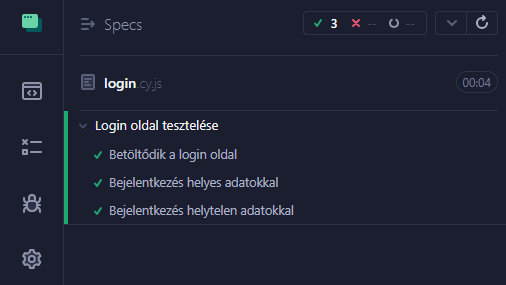 Specs
3 -- --
login.cy.js
00:04
Login oldal tesztelése
Betöltődik a login oldal
Bejelentkezés helyes adatokkal
Bejelentkezés helytelen adatokkal